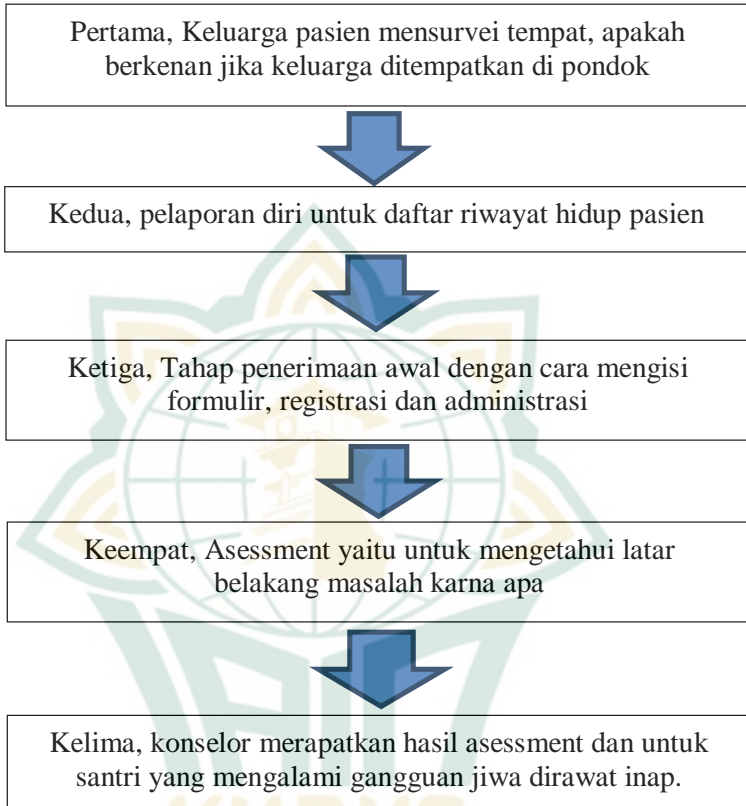 Pertama, Keluarga pasien mensurvei tempat, apakah
berkenan jika keluarga ditempatkan di pondok
Kedua, pelaporan diri untuk daftar riwayat hidup pasien
Ketiga, Tahap penerimaan awal dengan cara mengisi
formulir, registrasi dan administrasi
Keempat, Asessment yaitu untuk mengetahui latar
belakang masalah karna apa
Kelima, konselor merapatkan hasil asessment dan untuk
santri yang mengalami gangguan jiwa dirawat inap.